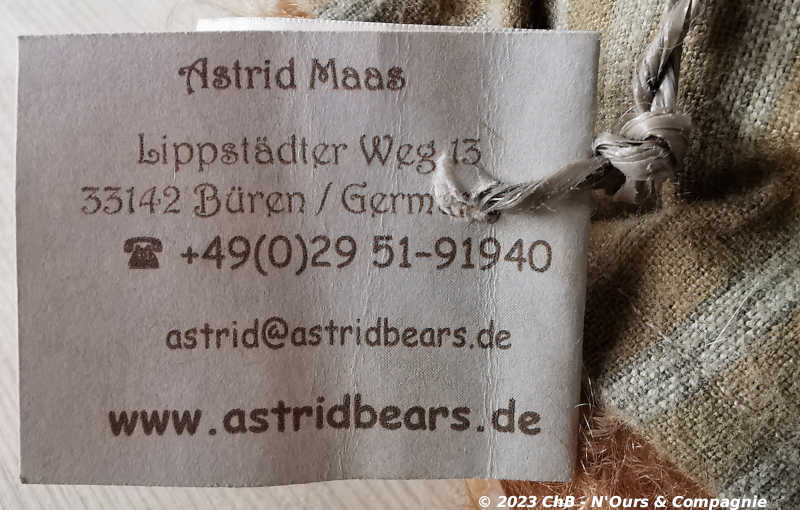 Astrid Maas
Lippstädter Weg 13
33142 Büren / Germ
☎ +49(0)29 51-91940
astrid@astridbears.de
www.astridbears.de
© 2023 ChB - N'Ours & Compagnie